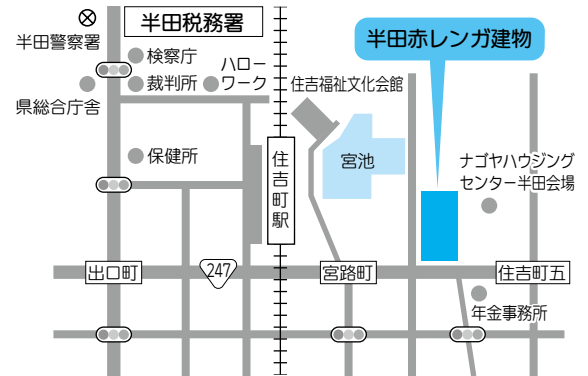 半田税務署
半田警察署
検察庁
ハロー
ワーク
裁判所
県総合庁舎
住吉福祉文化会館
半田赤レンガ建物
保健所
住吉町駅
宮池
ナゴヤハウジング
センター半田会場
出口町
247
宮路町
住吉町五
年金事務所